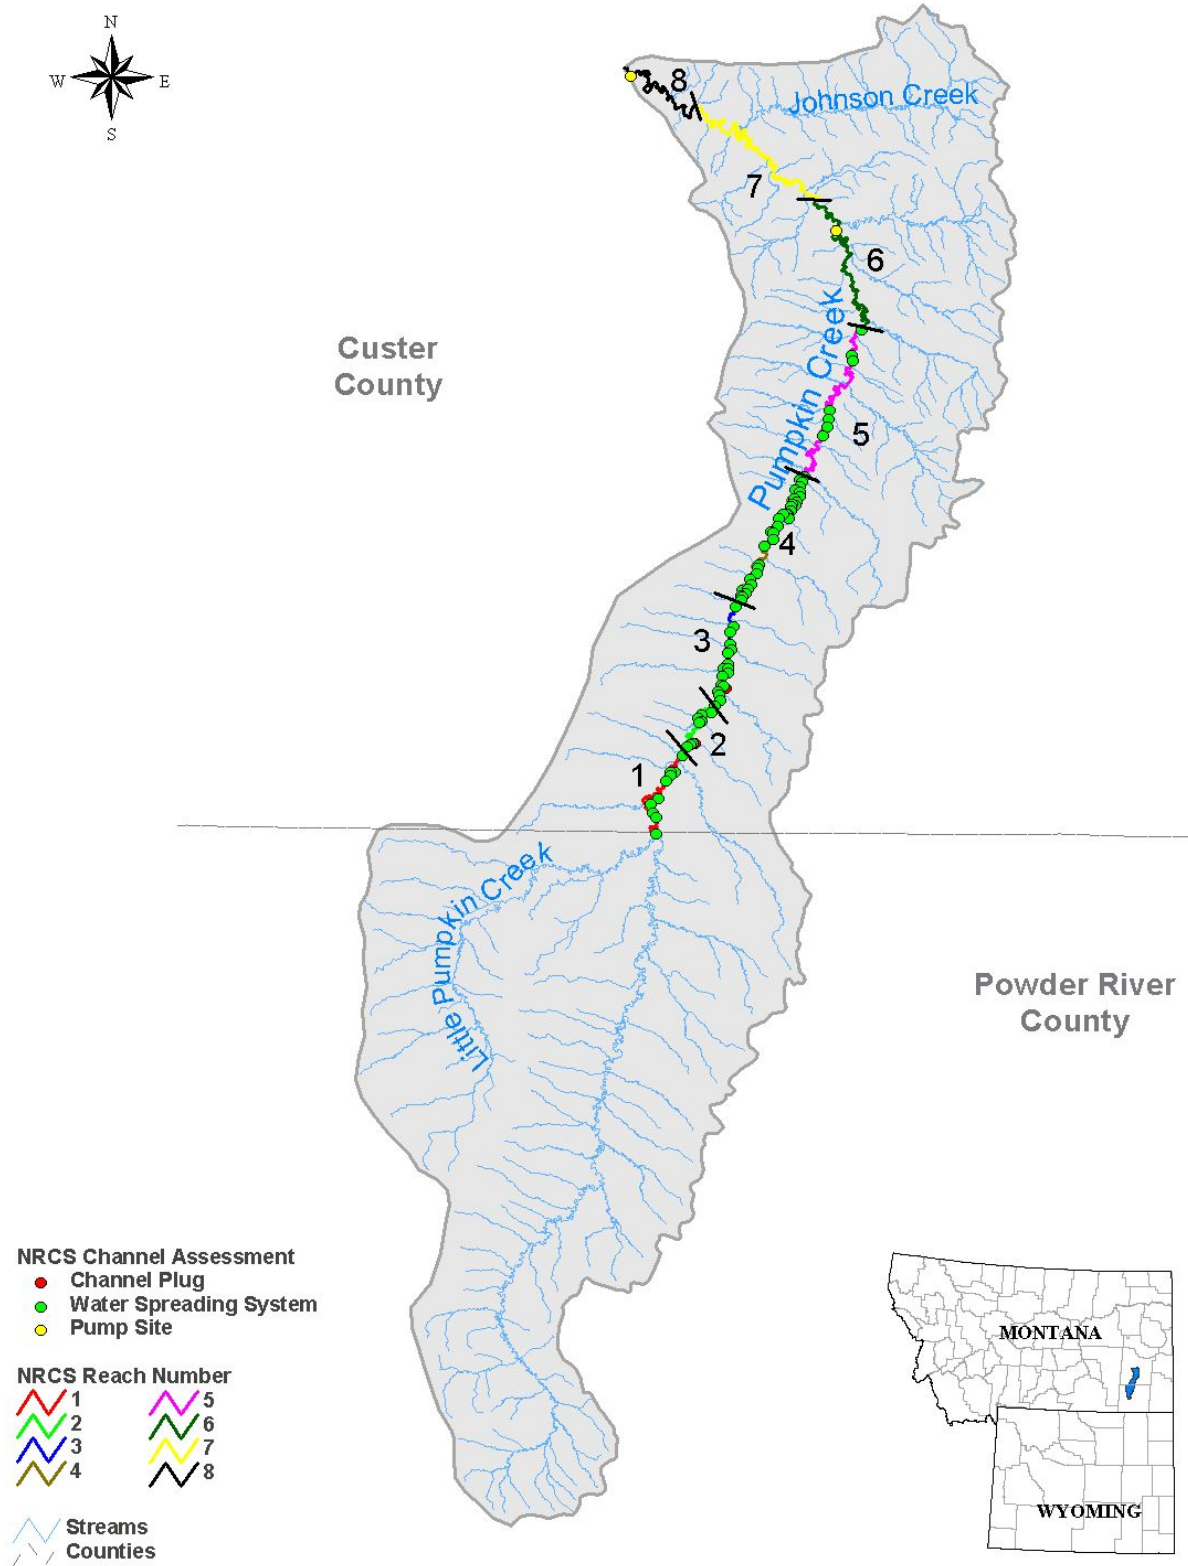 N
W
E
S
8
Johnson Creek
7
6
Pumpkin Creek
Custer
County
5
4
3
2
1
Little Pumpkin Creek
Powder River
County
NRCS Channel Assessment
Channel Plug
Water Spreading System
Pump Site
NRCS Reach Number
1
2
3
4
5
6
7
8
Streams
Counties
MONTANA
WYOMING